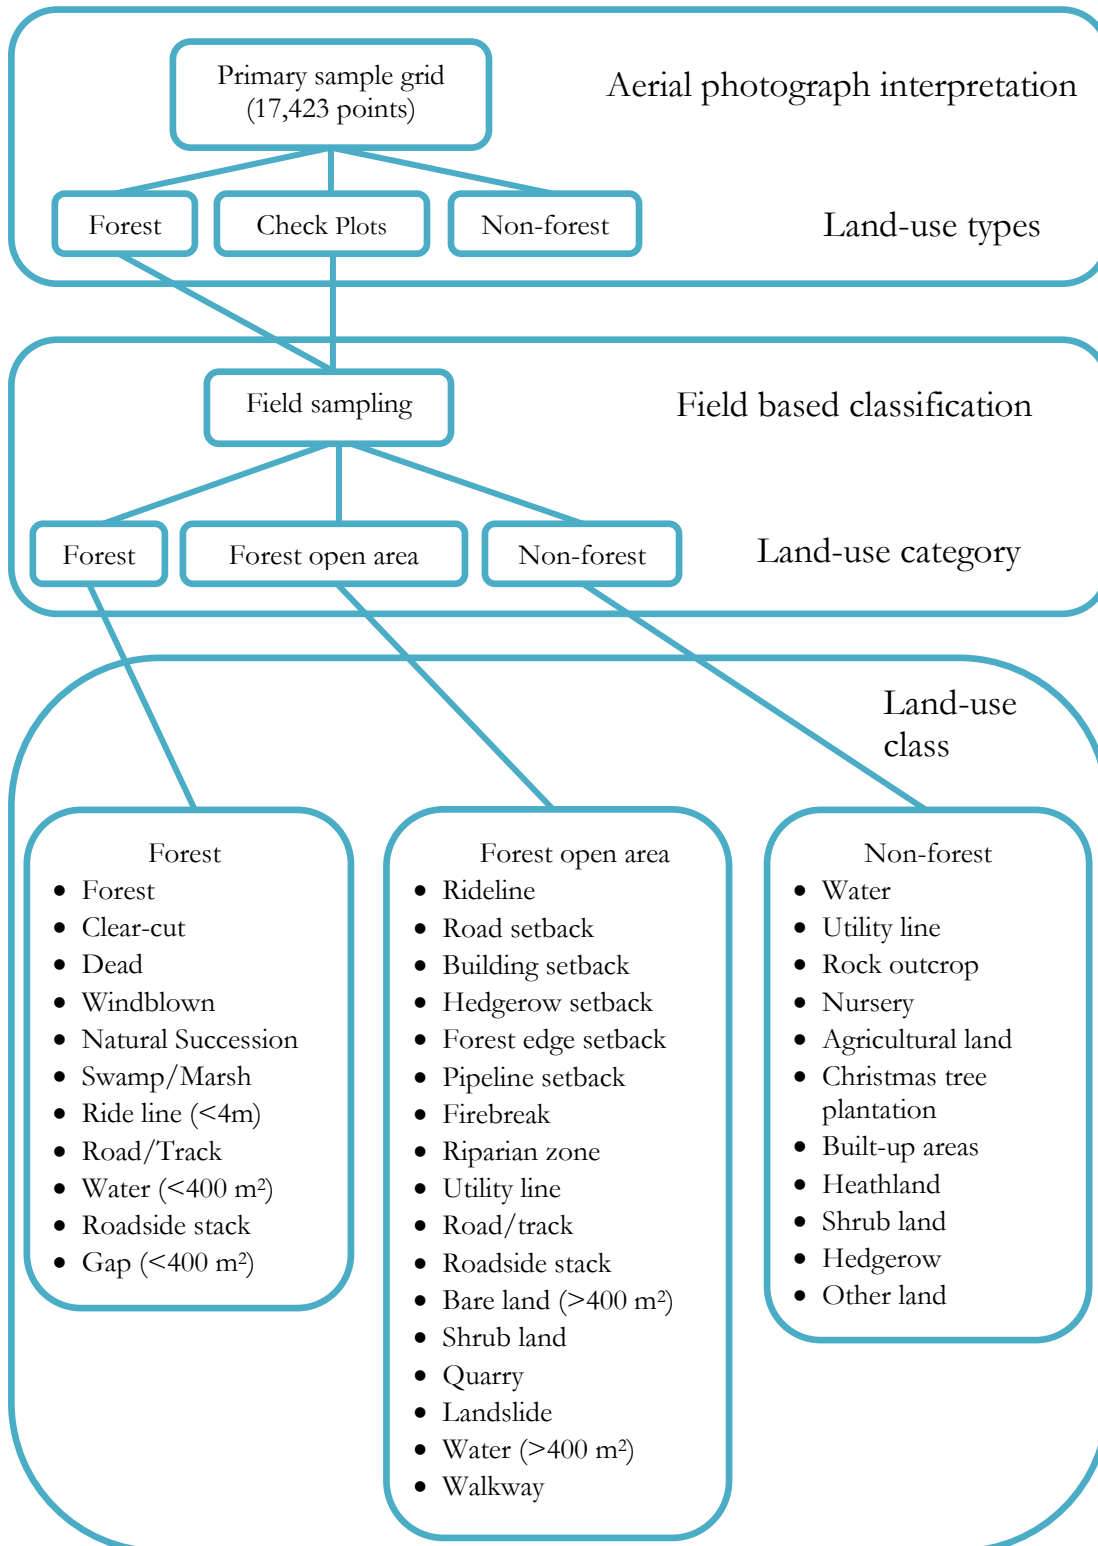 Primary sample grid
(17,423 points)
Aerial photograph interpretation
Forest
Check Plots
Non-forest
Land-use types
Field sampling
Field based classification
Forest
Forest open area
Non-forest
Land-use category
Land-use
class
Forest
• Forest
• Clear-cut
• Dead
• Windblown
• Natural Succession
• Swamp/Marsh
• Ride line (<4m)
• Road/Track
• Water (<400 m²)
• Roadside stack
• Gap (<400 m²)
Forest open area
• Rideline
• Road setback
• Building setback
• Hedgerow setback
• Forest edge setback
• Pipeline setback
• Firebreak
• Riparian zone
• Utility line
• Road/track
• Roadside stack
• Bare land (>400 m²)
• Shrub land
• Quarry
• Landslide
• Water (>400 m²)
• Walkway
Non-forest
• Water
• Utility line
• Rock outcrop
• Nursery
• Agricultural land
• Christmas tree
plantation
• Built-up areas
• Heathland
• Shrub land
• Hedgerow
• Other land